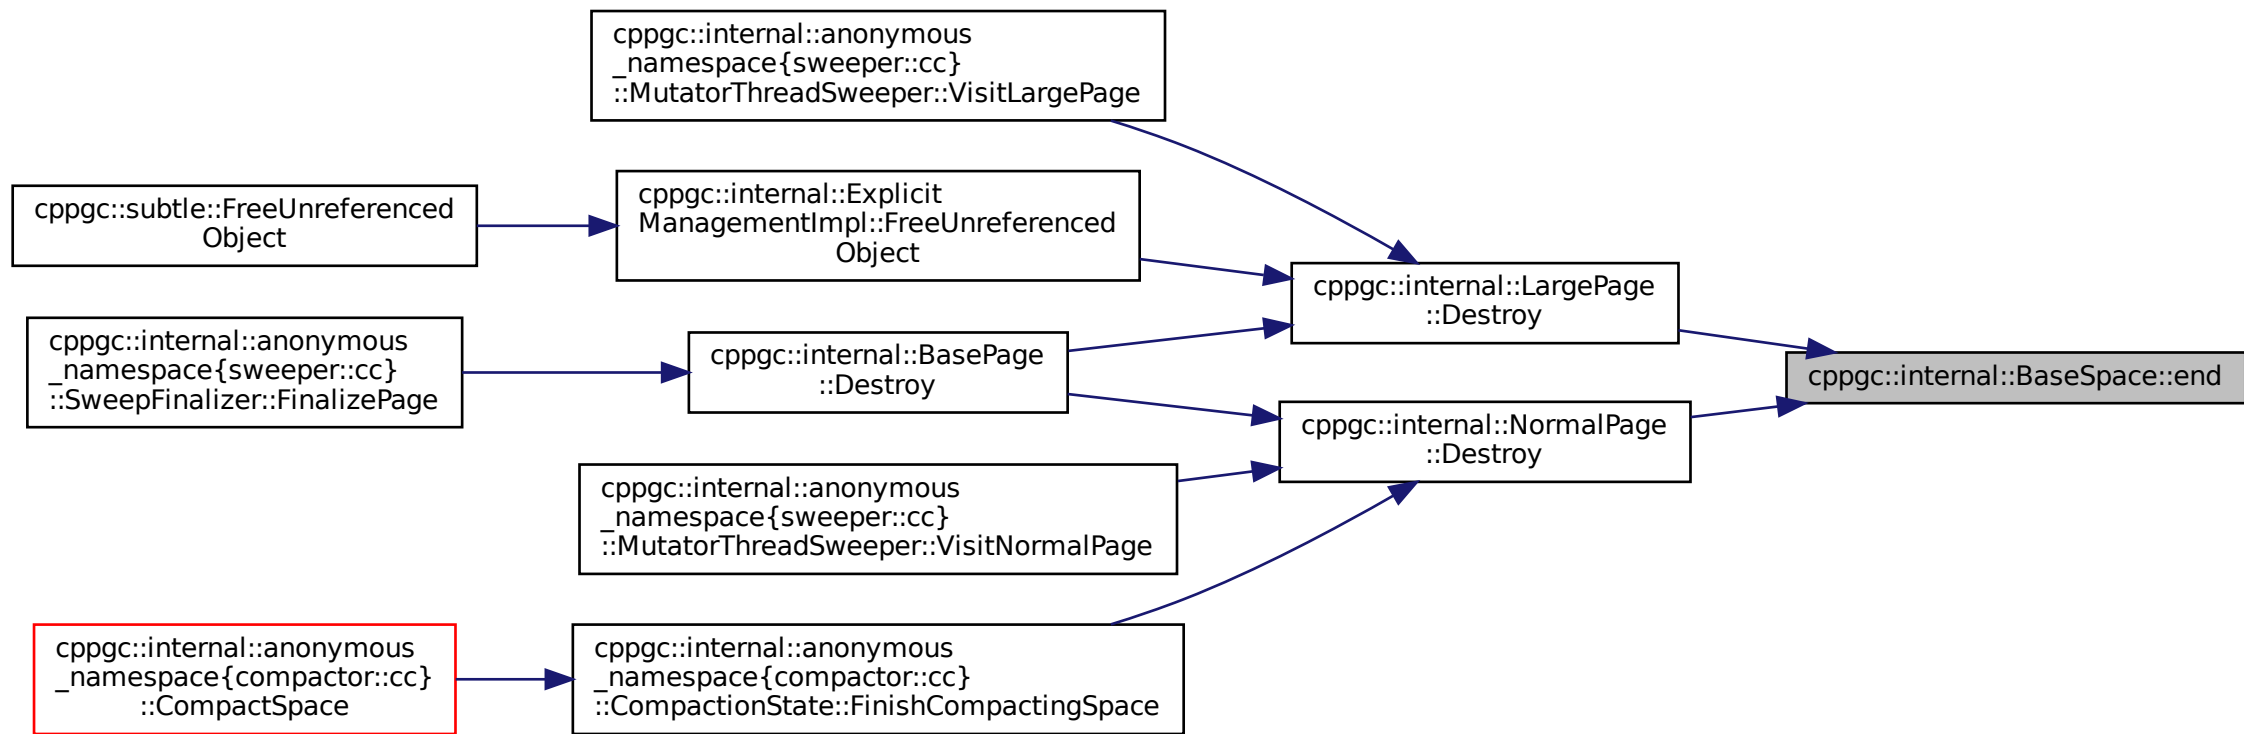 cppgc::internal::anonymous
_namespace{sweeper::cc}
::MutatorThreadSweeper::VisitLargePage
cppgc::subtle::FreeUnreferenced
Object
cppgc::internal::Explicit
ManagementImpl::FreeUnreferenced
Object
cppgc::internal::LargePage
::Destroy
cppgc::internal::anonymous
_namespace{sweeper::cc}
::SweepFinalizer::FinalizePage
cppgc::internal::BasePage
::Destroy
cppgc::internal::BaseSpace::end
cppgc::internal::NormalPage
::Destroy
cppgc::internal::anonymous
_namespace{sweeper::cc}
::MutatorThreadSweeper::VisitNormalPage
cppgc::internal::anonymous
_namespace{compactor::cc}
::CompactSpace
cppgc::internal::anonymous
_namespace{compactor::cc}
::CompactionState::FinishCompactingSpace